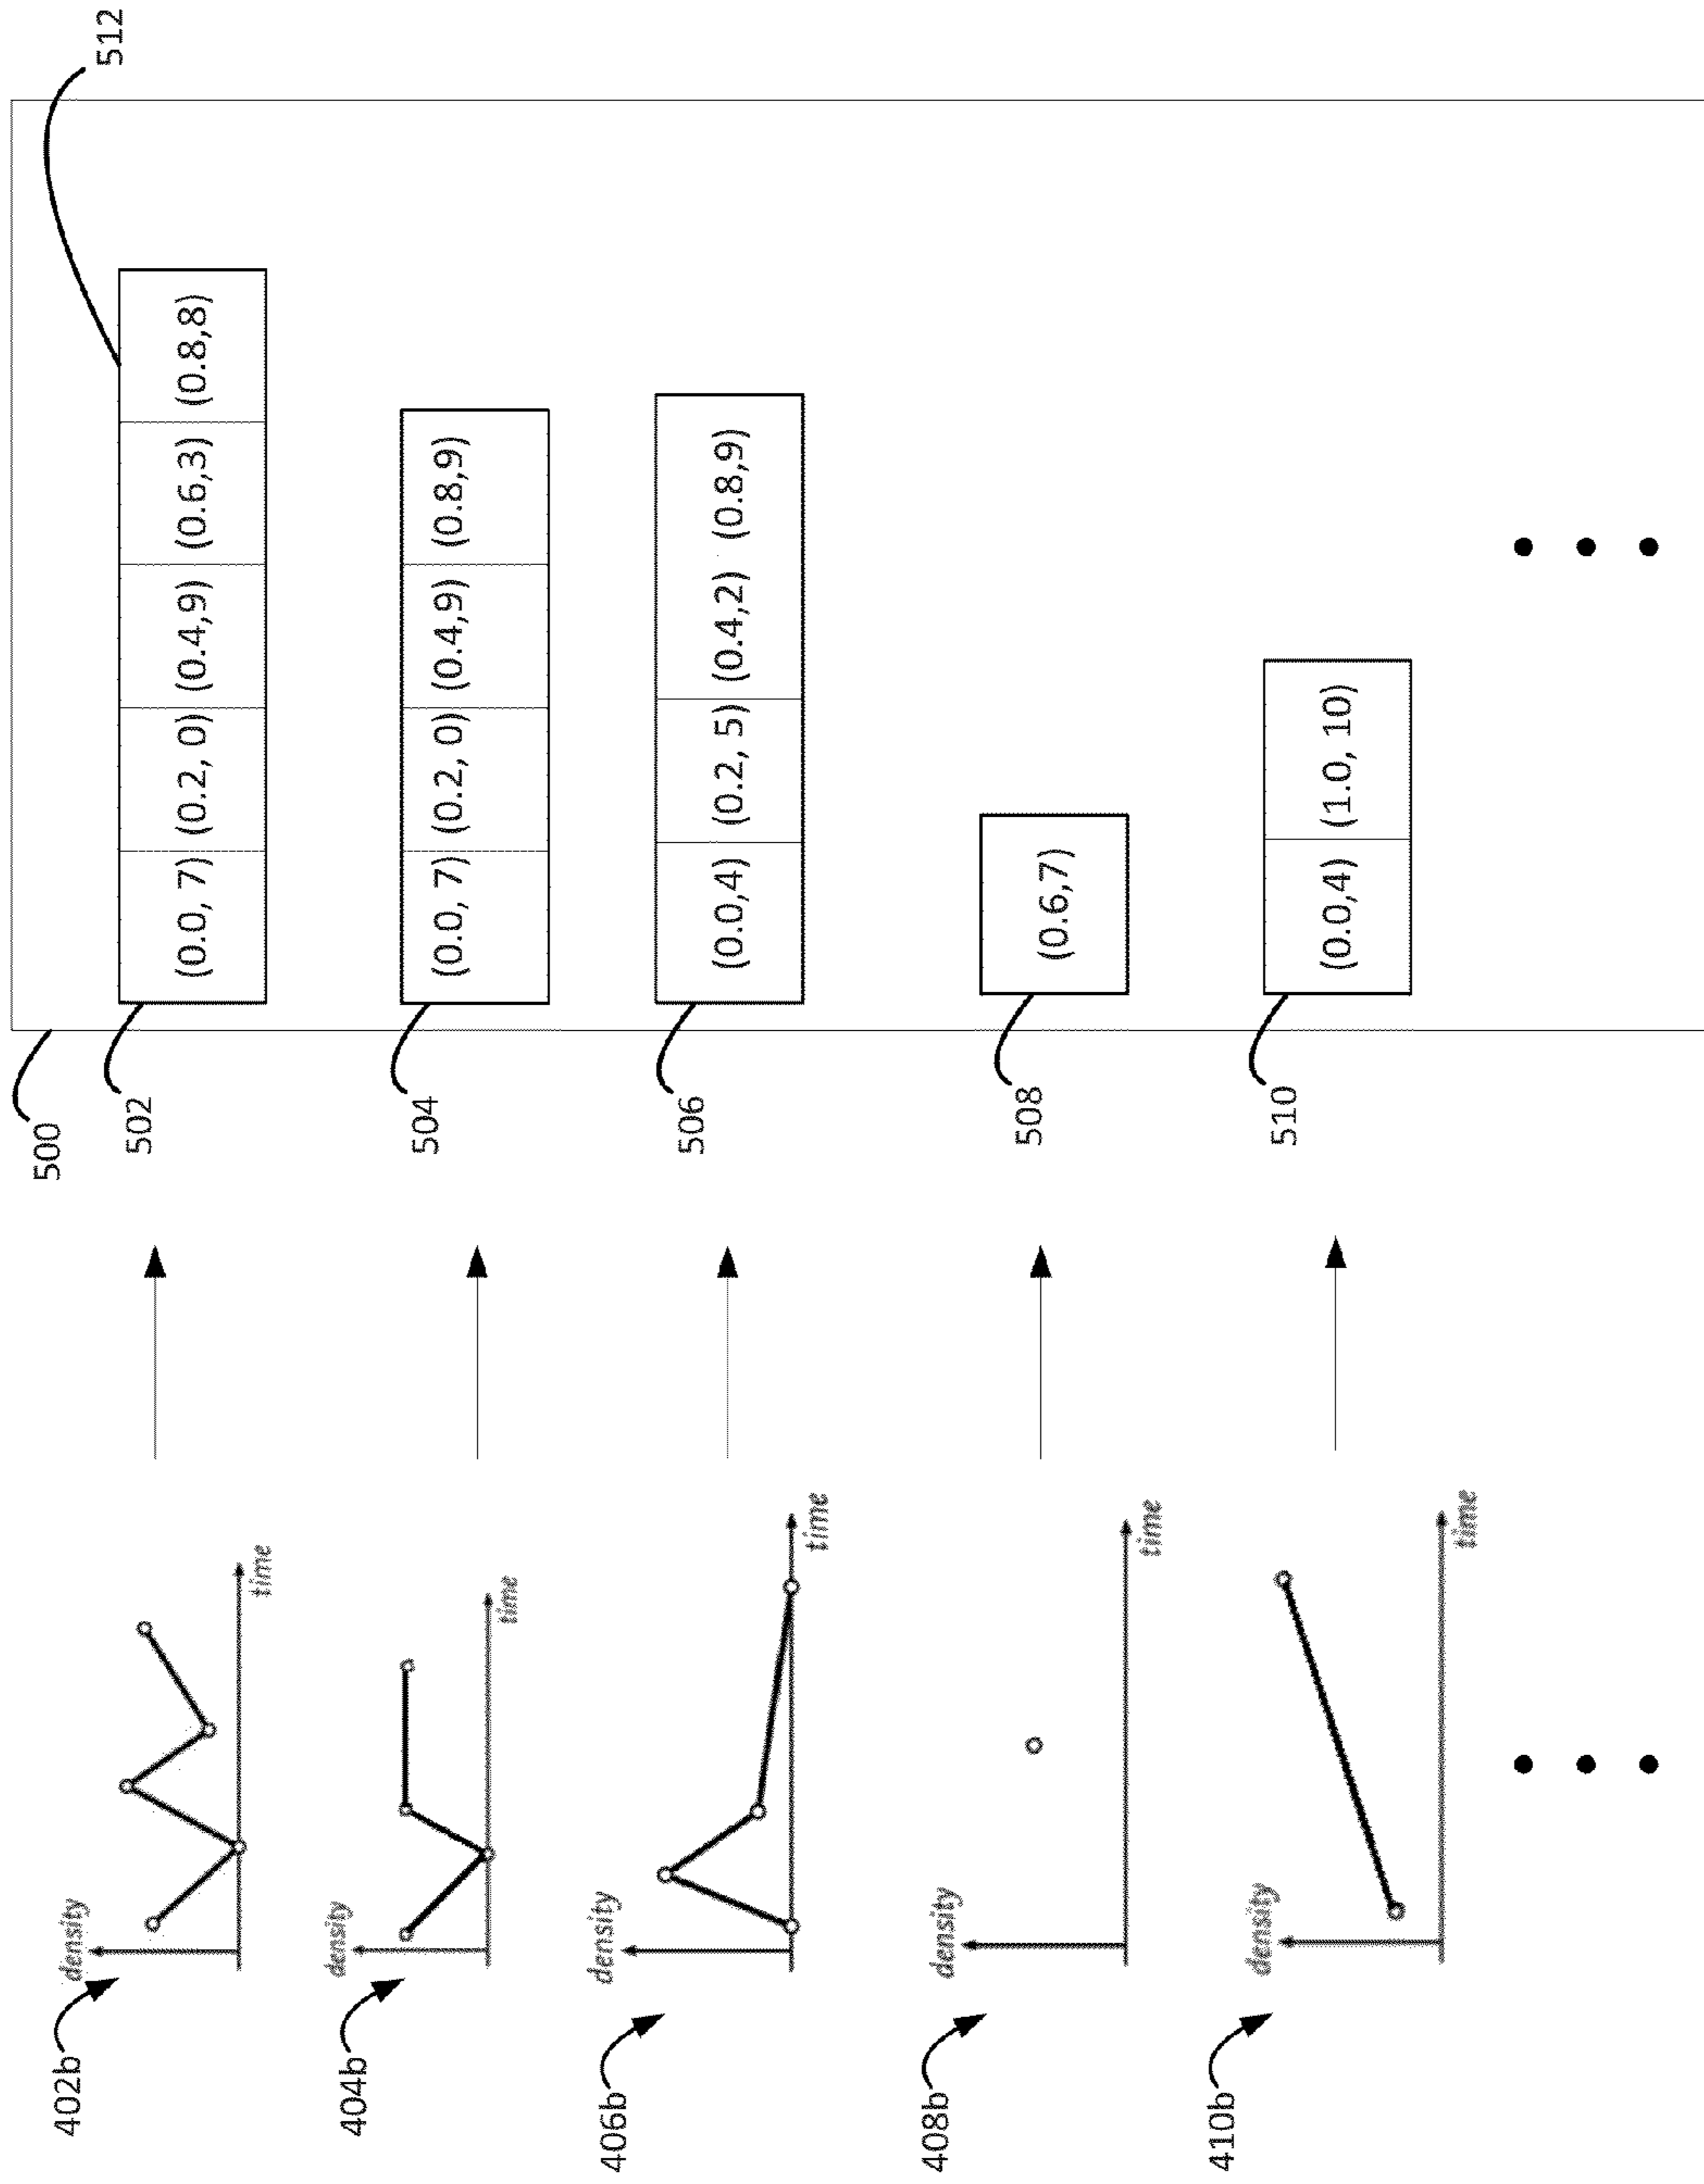 512
500
402b
density
time
502
(0.0, 7) (0.2, 0) (0.4,9) (0.6,3) (0.8,8)
404b
density
time
504
(0.0, 7) (0.2, 0) (0.4,9) (0.8,9)
406b
density
time
506
(0.0,4) (0.2, 5) (0.4,2) (0.8,9)
408b
density
time
508
(0.6,7)
410b
density
time
510
(0.0,4) (1.0, 10)